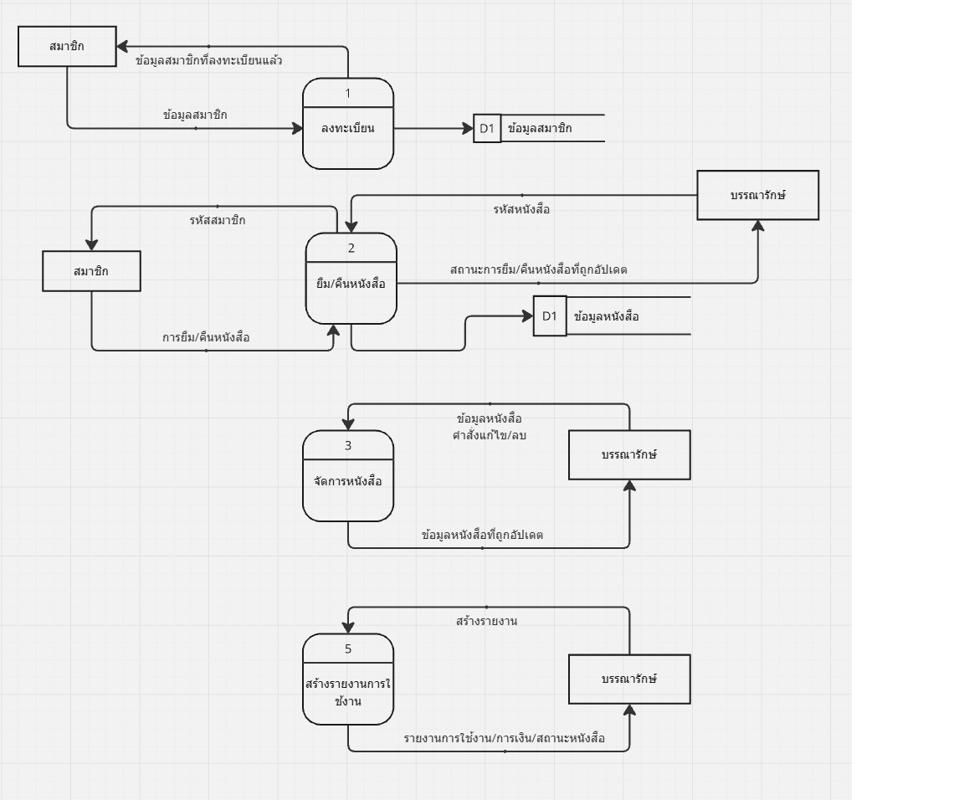 สมาชิก
ข้อมูลสมาชิกที่ลงทะเบียนแล้ว
1
ข้อมูลสมาชิก
ลงทะเบียน
D1
ข้อมูลสมาชิก
บรรณารักษ์
รหัสหนังสือ
รหัสสมาชิก
2
สมาชิก
สถานะการยืม/คืนหนังสือที่ถูกอัปเดต
ยืม/คืนหนังสือ
D1
ข้อมูลหนังสือ
การยืม/คืนหนังสือ
ข้อมูลหนังสือ
คำสั่งแก้ไข/ลบ
3
บรรณารักษ์
จัดการหนังสือ
ข้อมูลหนังสือที่ถูกอัปเดต
สร้างรายงาน
5
บรรณารักษ์
สร้างรายงานการใ
ช้งาน
รายงานการใช้งาน/การเงิน/สถานะหนังสือ